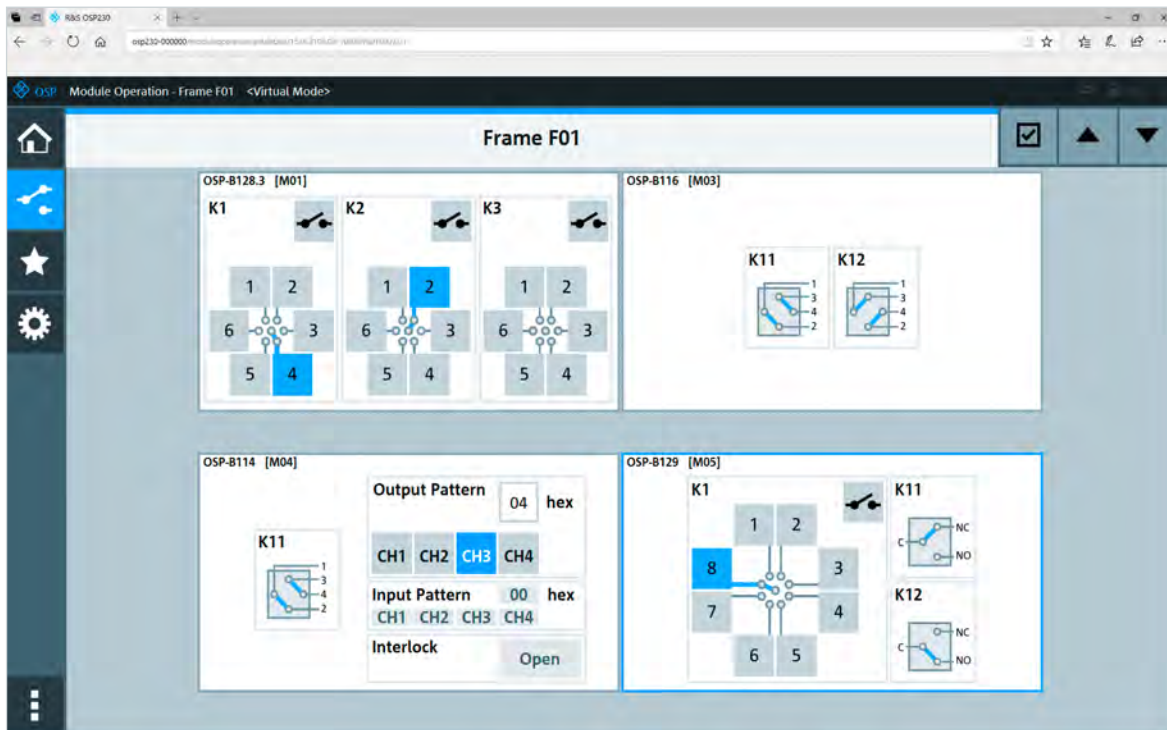 R&S OSP230
osp230-000000
OSP Module Operation - Frame F01 <Virtual Mode>
Frame F01
OSP-B128.3 [M01]
K1 K2 K3
1 2 1 2 1 2
6 3 6 3 6 3
5 4 5 4 5 4
OSP-B116 [M03]
K11 K12
1 1
3 3
4 4
2 2
OSP-B114 [M04]
K11
1
3
4
2
Output Pattern 04 hex
CH1 CH2 CH3 CH4
Input Pattern 00 hex
CH1 CH2 CH3 CH4
Interlock Open
OSP-B129 [M05]
K1
1 2
8 3
7 4
6 5
K11
NC
C
NO
K12
NC
C
NO